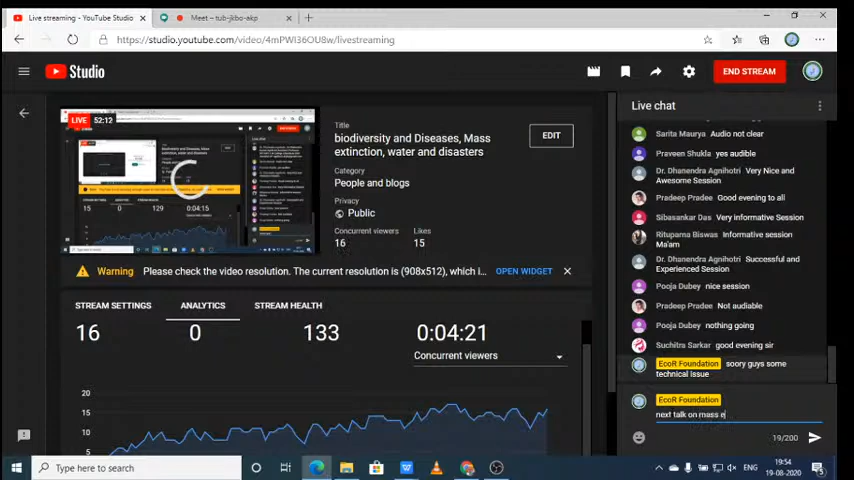 Live streaming - YouTube Studio
Meet – tub-jkbo-akp
https://studio.youtube.com/video/4mPWI36OU8w/livestreaming
Studio
END STREAM
LIVE 52:12
Title
biodiversity and Diseases, Mass
extinction, water and disasters
EDIT
Category
People and blogs
Privacy
Public
Concurrent viewers
Likes
16
15
Warning Please check the video resolution. The current resolution is (908x512), which i... OPEN WIDGET
STREAM SETTINGS
ANALYTICS
STREAM HEALTH
16
0
133
0:04:21
Concurrent viewers
20
15
10
5
Live chat
Sarita Maurya Audio not clear
Praveen Shukla yes audible
Dr. Dhanendra Agnihotri Very Nice and
Awesome Session
Pradeep Pardee Good evening to all
Sibasankar Das Very informative Session
Ritupama Biswas Informative session
Ma'am
Dr. Dhanendra Agnihotri Successful and
Experienced Session
Pooja Dubey nice session
Pradeep Pardee Not audiable
Pooja Dubey nothing going
Suchitra Sarkar good evening sir
EcoR Foundation soory guys some
technical issue
EcoR Foundation
next talk on mass e
19/200
Type here to search
ENG
19:54
19-08-2020